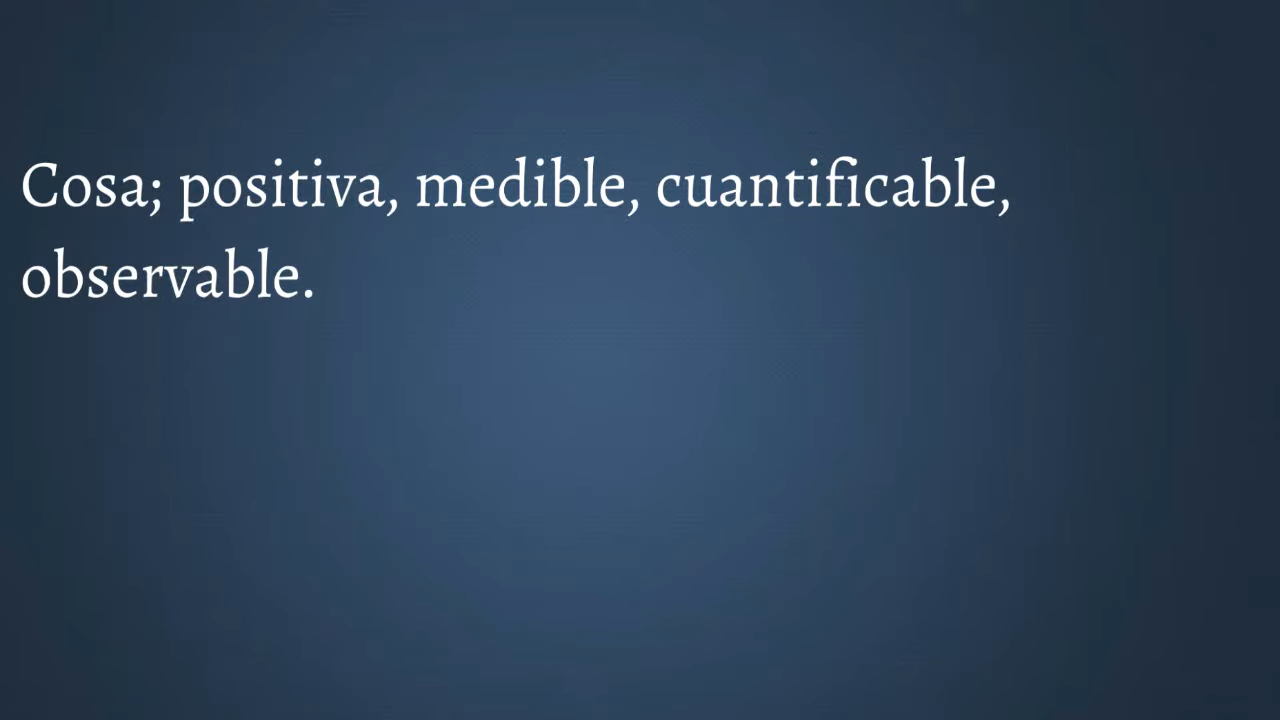 Cosa; positiva, medible, cuantificable,
observable.